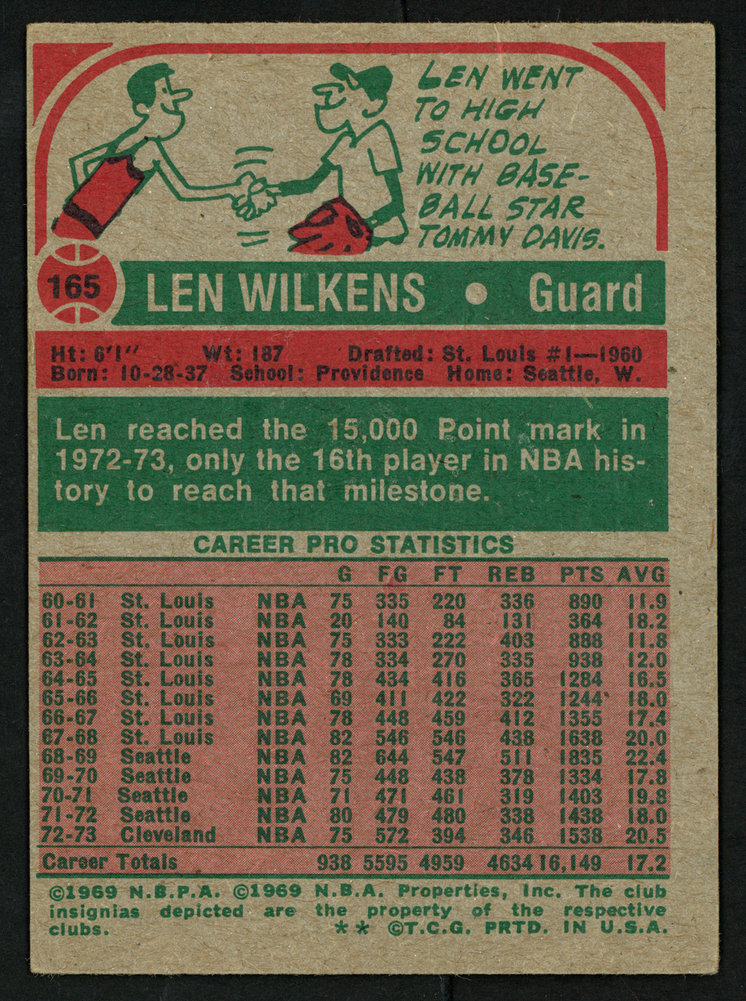 LEN WENT
TO HIGH
SCHOOL
WITH BASE-
BALL STAR
TOMMY DAVIS.
165 LEN WILKENS • Guard
Ht: 6'1" Wt: 187 Drafted: St. Louis #1—1960
Born: 10-28-37 School: Providence Home: Seattle, W.
Len reached the 15,000 Point mark in
1972-73, only the 16th player in NBA his-
tory to reach that milestone.
CAREER PRO STATISTICS
G FG FT REB PTS AVG
60-61 St. Louis NBA 75 335 220 336 890 11.9
61-62 St. Louis NBA 20 140 84 131 364 18.2
62-63 St. Louis NBA 75 333 222 403 888 11.8
63-64 St. Louis NBA 78 334 270 335 938 12.0
64-65 St. Louis NBA 78 434 416 365 1284 16.5
65-66 St. Louis NBA 69 411 422 322 1244 18.0
66-67 St. Louis NBA 78 448 459 412 1355 17.4
67-68 St. Louis NBA 82 546 546 438 1638 20.0
68-69 Seattle NBA 82 644 547 511 1835 22.4
69-70 Seattle NBA 75 448 438 378 1334 17.8
70-71 Seattle NBA 71 471 461 319 1403 19.8
71-72 Seattle NBA 80 479 480 338 1438 18.0
72-73 Cleveland NBA 75 572 394 346 1538 20.5
Career Totals 938 5595 4959 4634 16,149 17.2
©1969 N.B.P.A. ©1969 N.B.A. Properties, Inc. The club
insignias depicted are the property of the respective
clubs. ** ©T.C.G. PRTD. IN U.S.A.